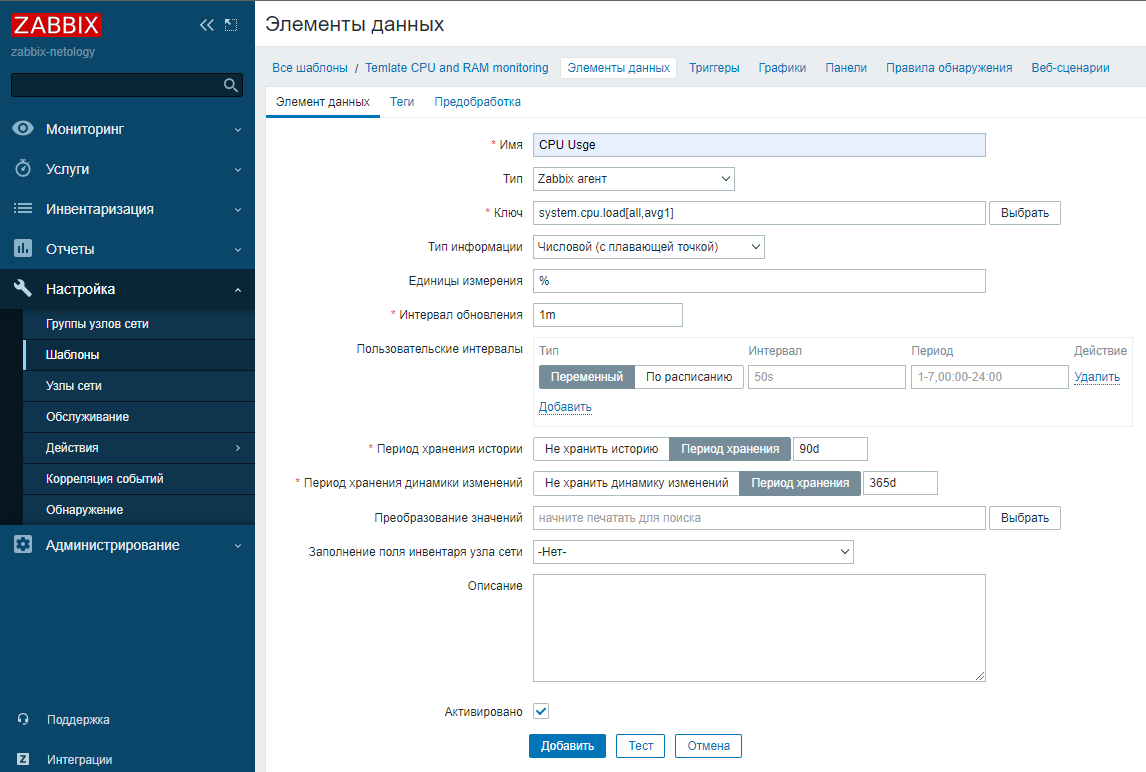 ZABBIX
zabbix-netology
Мониторинг
Услуги
Инвентаризация
Отчеты
Настройка
Группы узлов сети
Шаблоны
Узлы сети
Обслуживание
Действия
Корреляция событий
Обнаружение
Администрирование
Поддержка
Z Интеграции
Элементы данных
Все шаблоны / Temlate CPU and RAM monitoring Элементы данных Триггеры Графики Панели Правила обнаружения Веб-сценарии
Элемент данных Теги Предобработка
* Имя CPU Usge
Тип Zabbix агент
* Ключ system.cpu.load[all,avg1] Выбрать
Тип информации Числовой (с плавающей точкой)
Единицы измерения %
* Интервал обновления 1m
Пользовательские интервалы Тип Интервал Период Действие
Переменный По расписанию 50s 1-7,00:00-24:00 Удалить
Добавить
* Период хранения истории Не хранить историю Период хранения 90d
* Период хранения динамики изменений Не хранить динамику изменений Период хранения 365d
Преобразование значений начните печатать для поиска Выбрать
Заполнение поля инвентаря узла сети -Нет-
Описание
Активировано
Добавить Тест Отмена